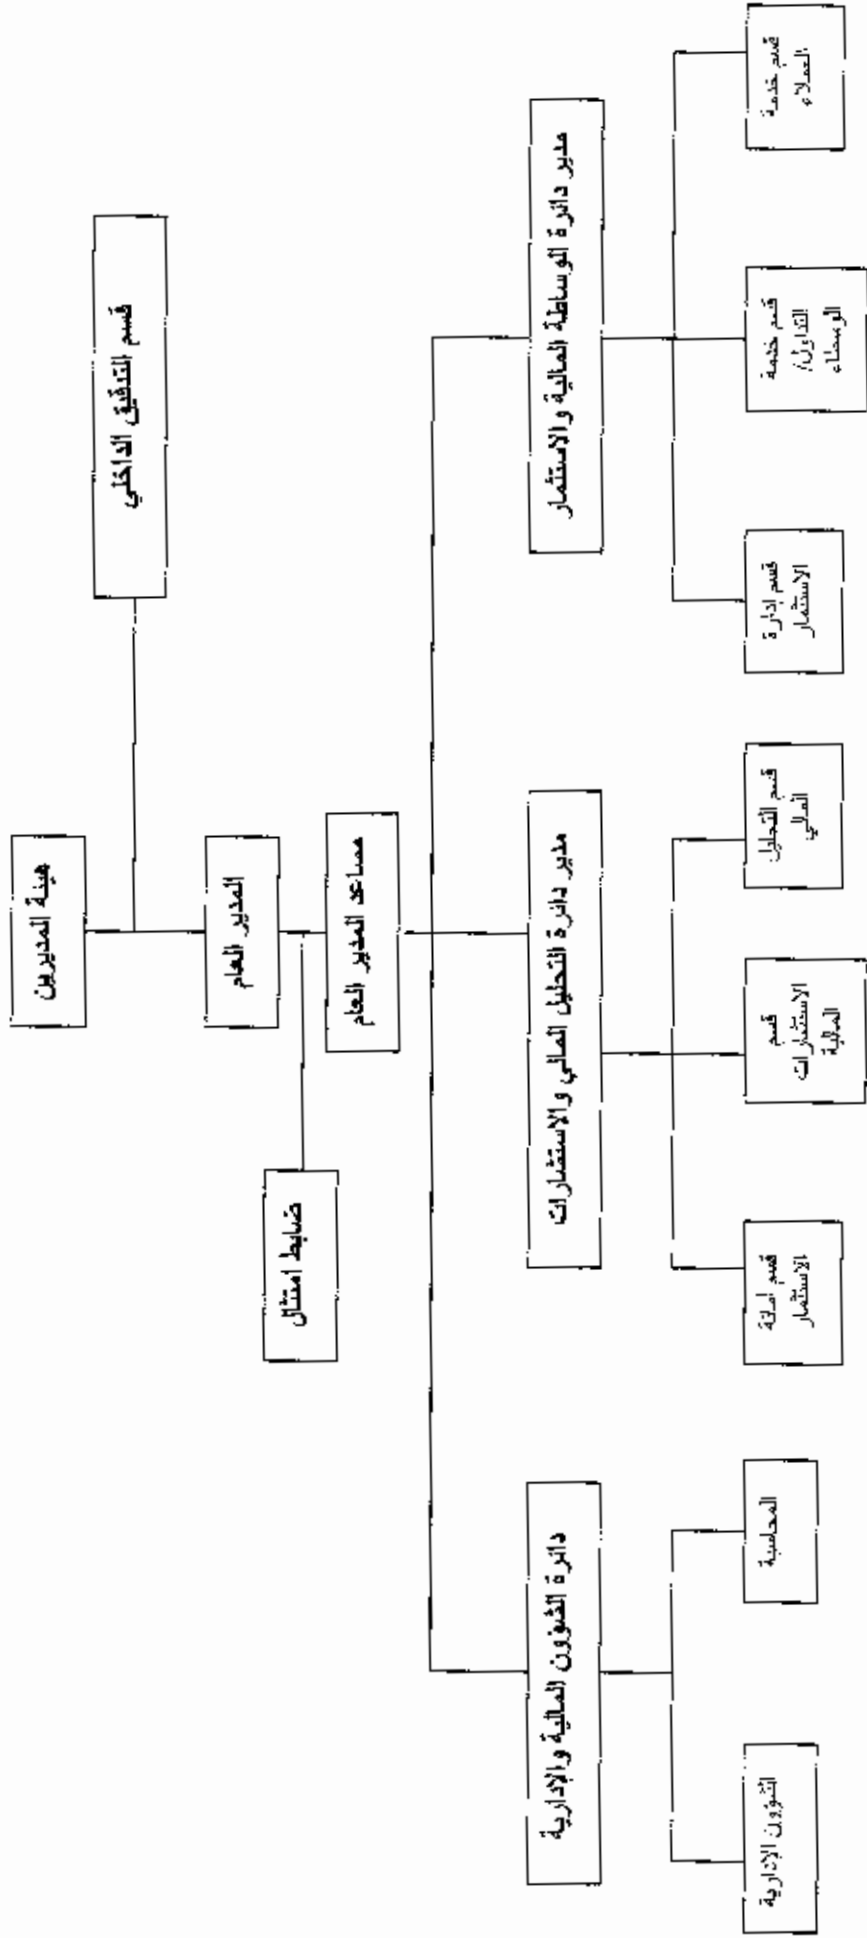 هيئة المديرين
قسم التدقيق الداخلي
المدير العام
ضابط امتثال
مساعد المدير العام
مدير دائرة الوساطة المالية والاستثمار
مدير دائرة التحليل المالي والاستشارات
دائرة الشؤون المالية والإدارية
قسم خدمة
العملاء
قسم خدمة
التداول/
الوسطاء
قسم إدارة
الاستثمار
قسم التحليل
المالي
قسم
الاستشارات
المالية
قسم امانة
الاستثمار
المحاسبة
الشؤون الإدارية